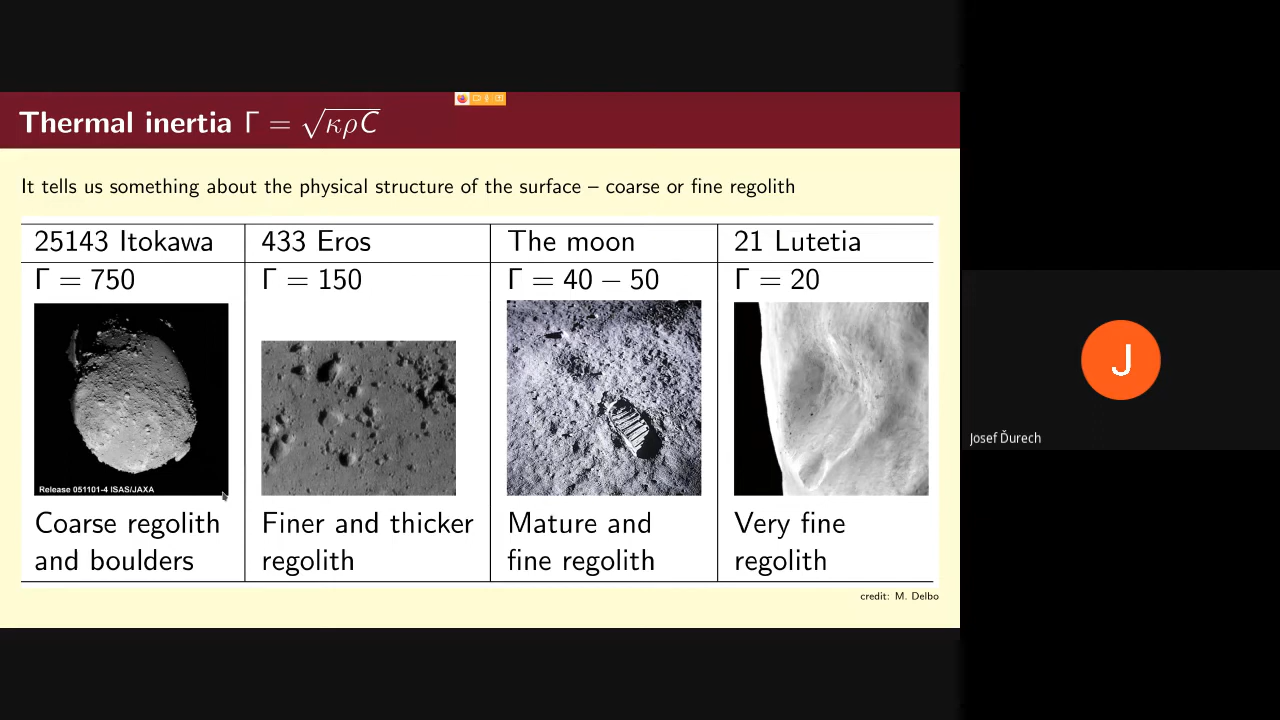 Thermal inertia Γ = √κρC
It tells us something about the physical structure of the surface – coarse or fine regolith
25143 Itokawa 433 Eros The moon 21 Lutetia
Γ = 750 Γ = 150 Γ = 40 − 50 Γ = 20
Release 051101-4 ISAS/JAXA
Coarse regolith Finer and thicker Mature and Very fine
and boulders regolith fine regolith regolith
credit: M. Delbo
J
Josef Ďurech